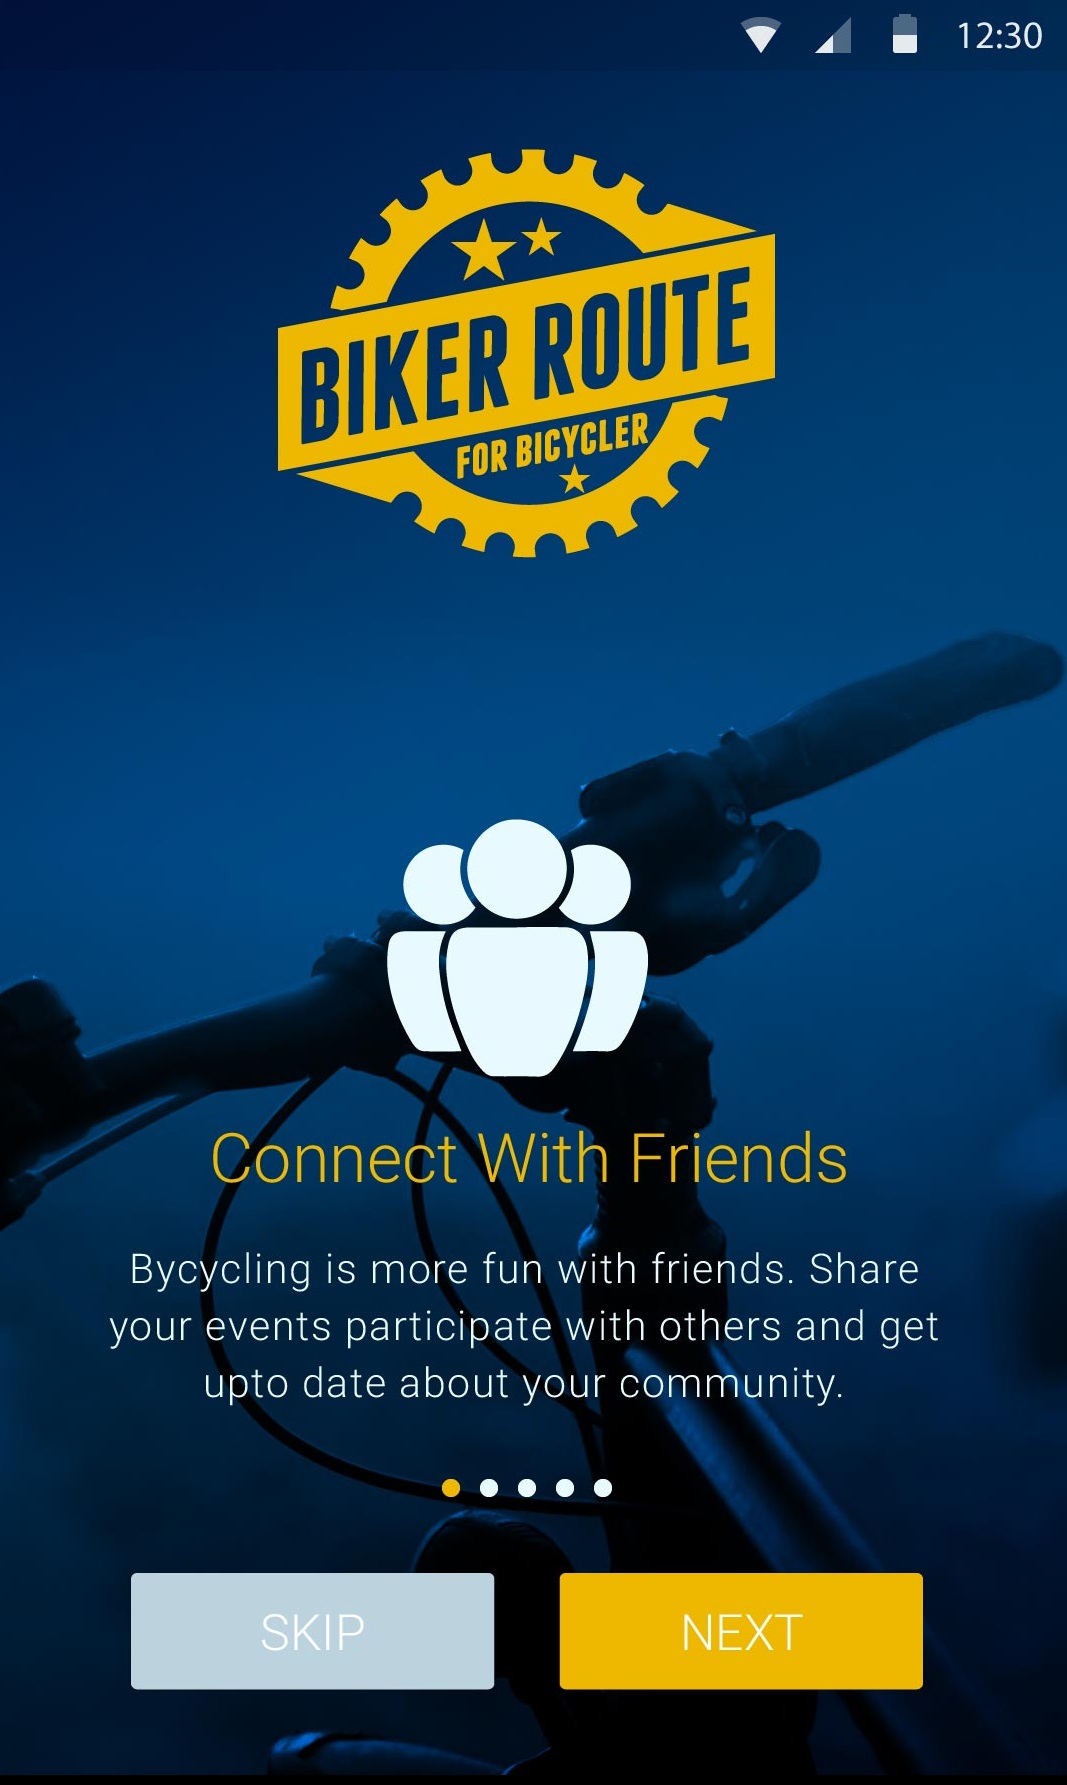 12:30
BIKER ROUTE
FOR BICYCLER
Connect With Friends
Bycycling is more fun with friends. Share
your events participate with others and get
upto date about your community.
SKIP
NEXT